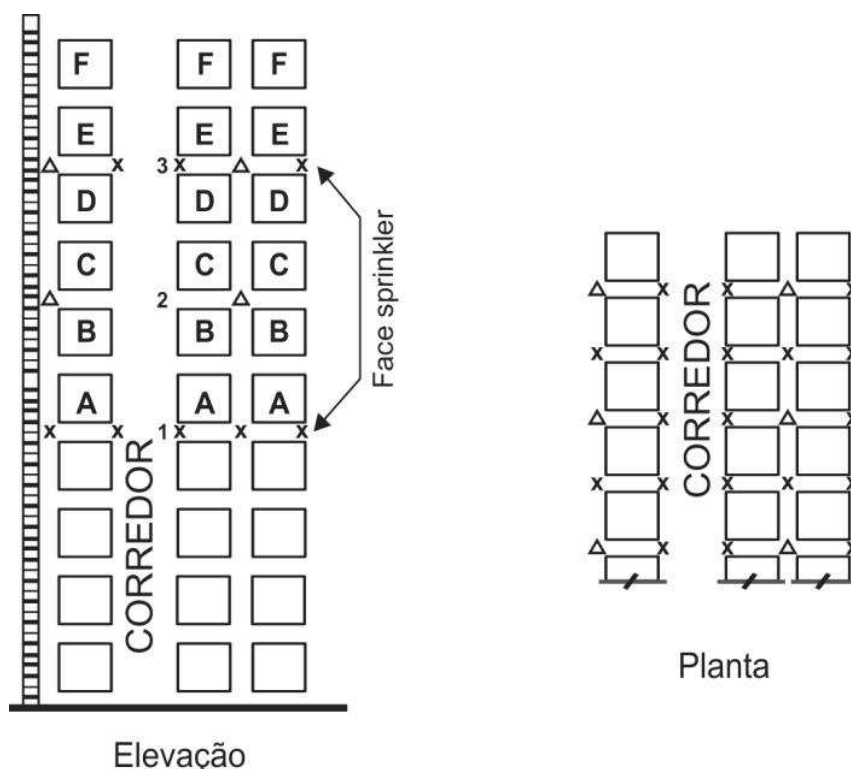 F F F
E E E
3
D D D
C C C
2
B B B
A A A
1
CORREDOR
Face sprinkler
Elevação
CORREDOR
Planta